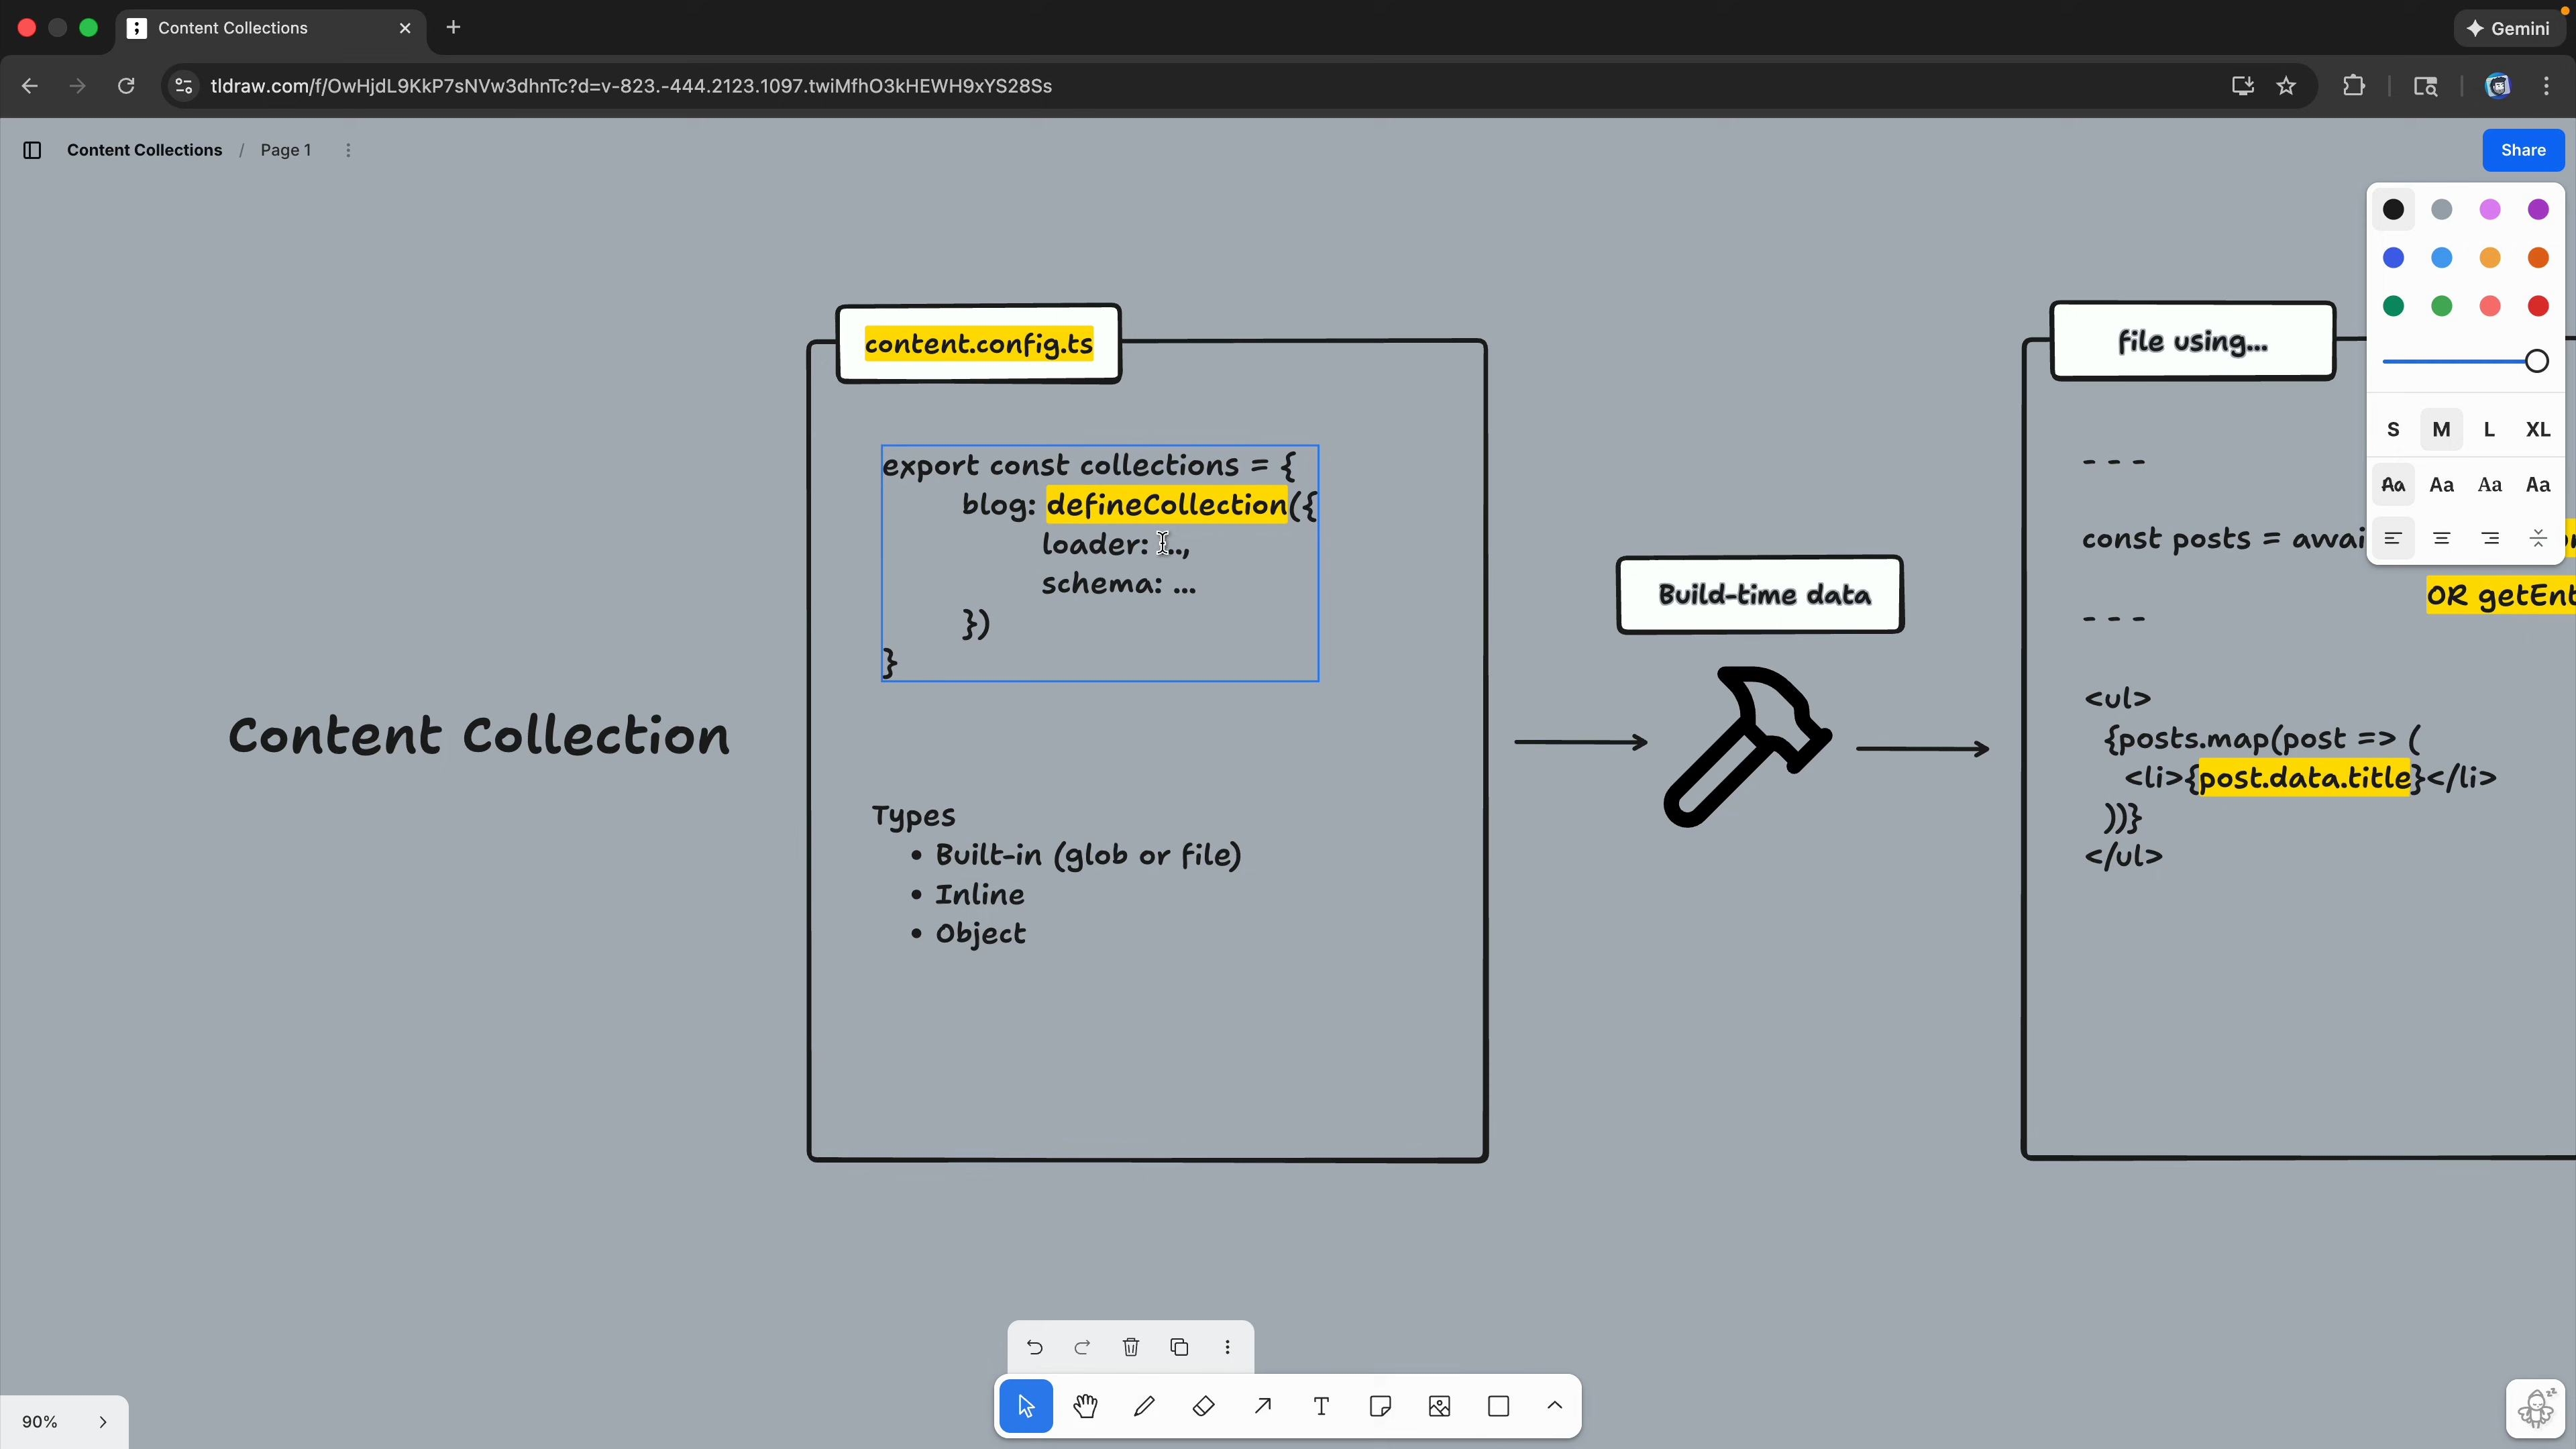 Content Collections
Gemini
tldraw.com/f/OwHjdL9KkP7sNVw3dhnTc?d=v-823.-444.2123.1097.twiMfhO3kHEWH9xYS28Ss
Content Collections / Page 1
Share
content.config.ts
export const collections = {
blog: defineCollection({
loader: ...,
schema: ...
})
}
Types
• Built-in (glob or file)
• Inline
• Object
Content Collection
Build-time data
file using...
- - -
const posts = awai
OR getEnt
- - -
<ul>
{posts.map(post => (
<li>{post.data.title}</li>
))}
</ul>
S M L XL
Aa Aa Aa Aa
90%